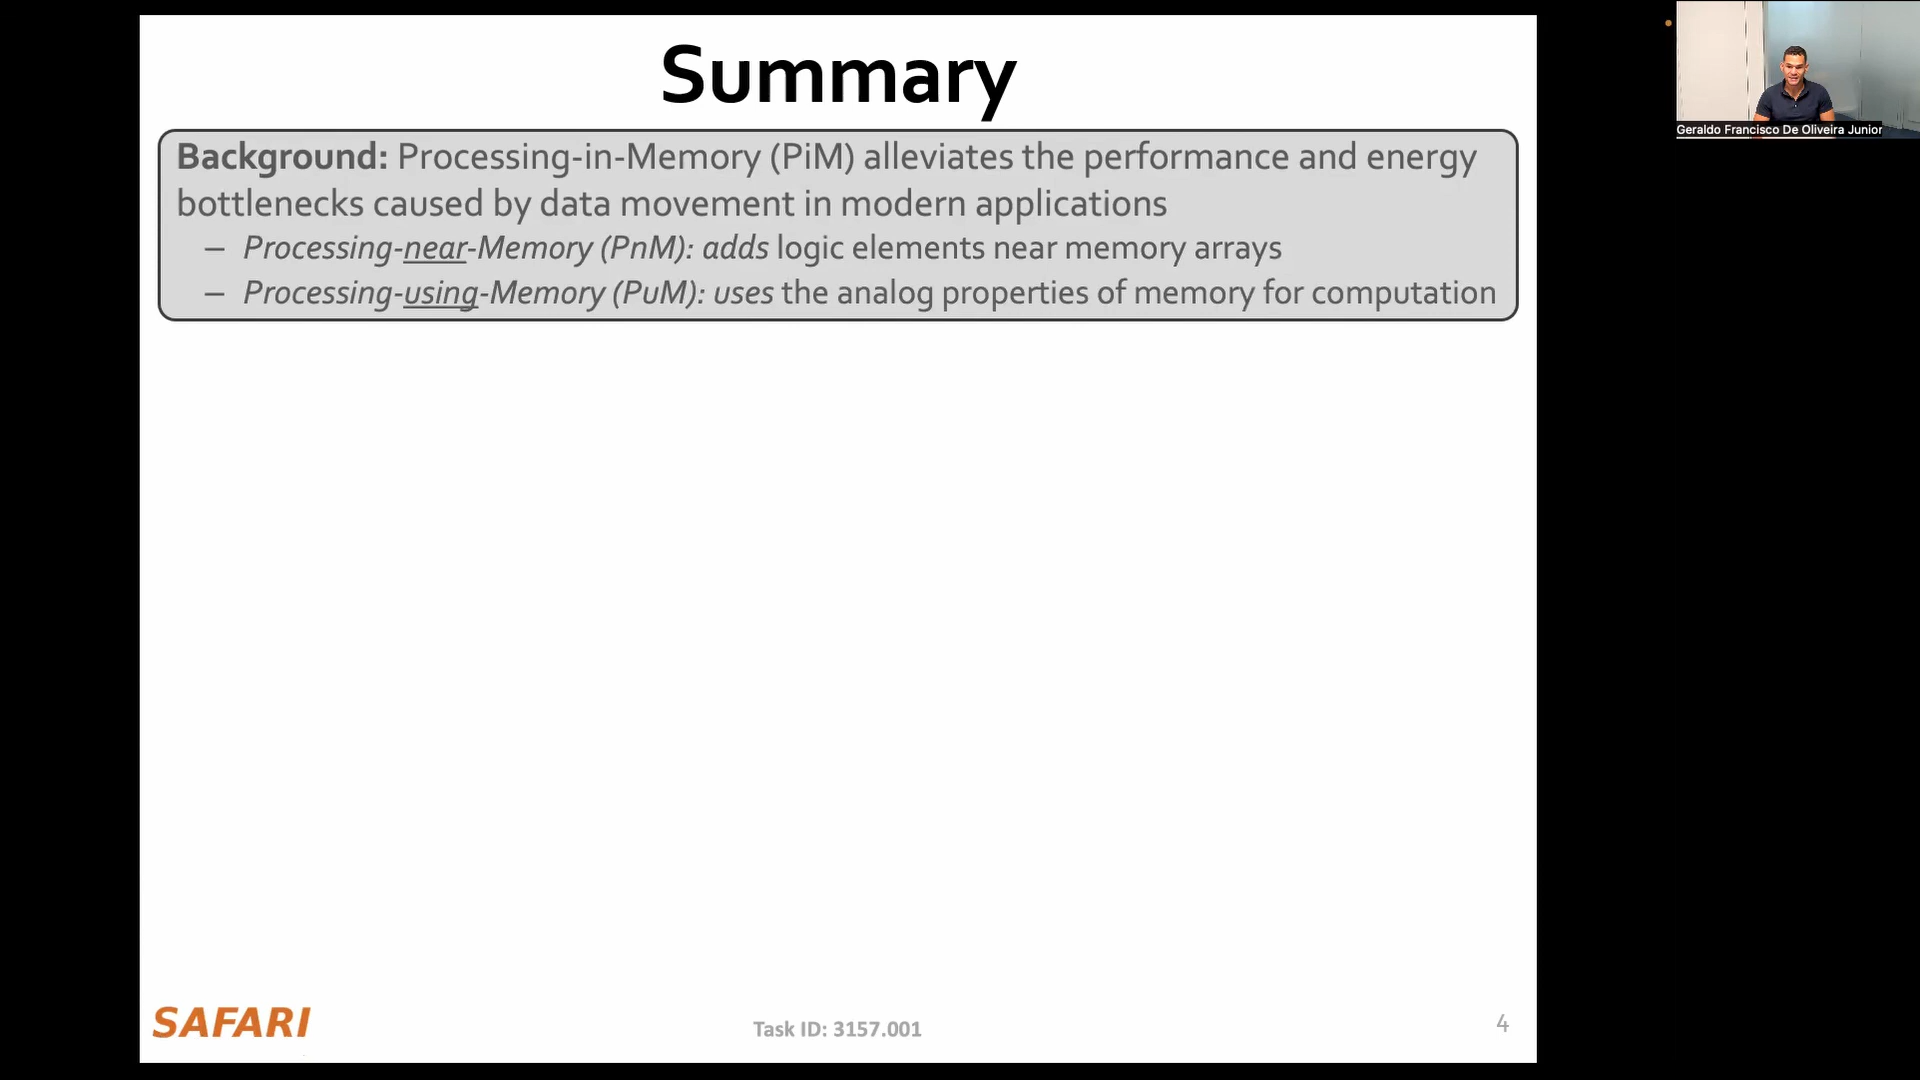 Summary
Background: Processing-in-Memory (PiM) alleviates the performance and energy
bottlenecks caused by data movement in modern applications
– Processing-near-Memory (PnM): adds logic elements near memory arrays
– Processing-using-Memory (PuM): uses the analog properties of memory for computation
SAFARI
Task ID: 3157.001
4
Geraldo Francisco De Oliveira Junior